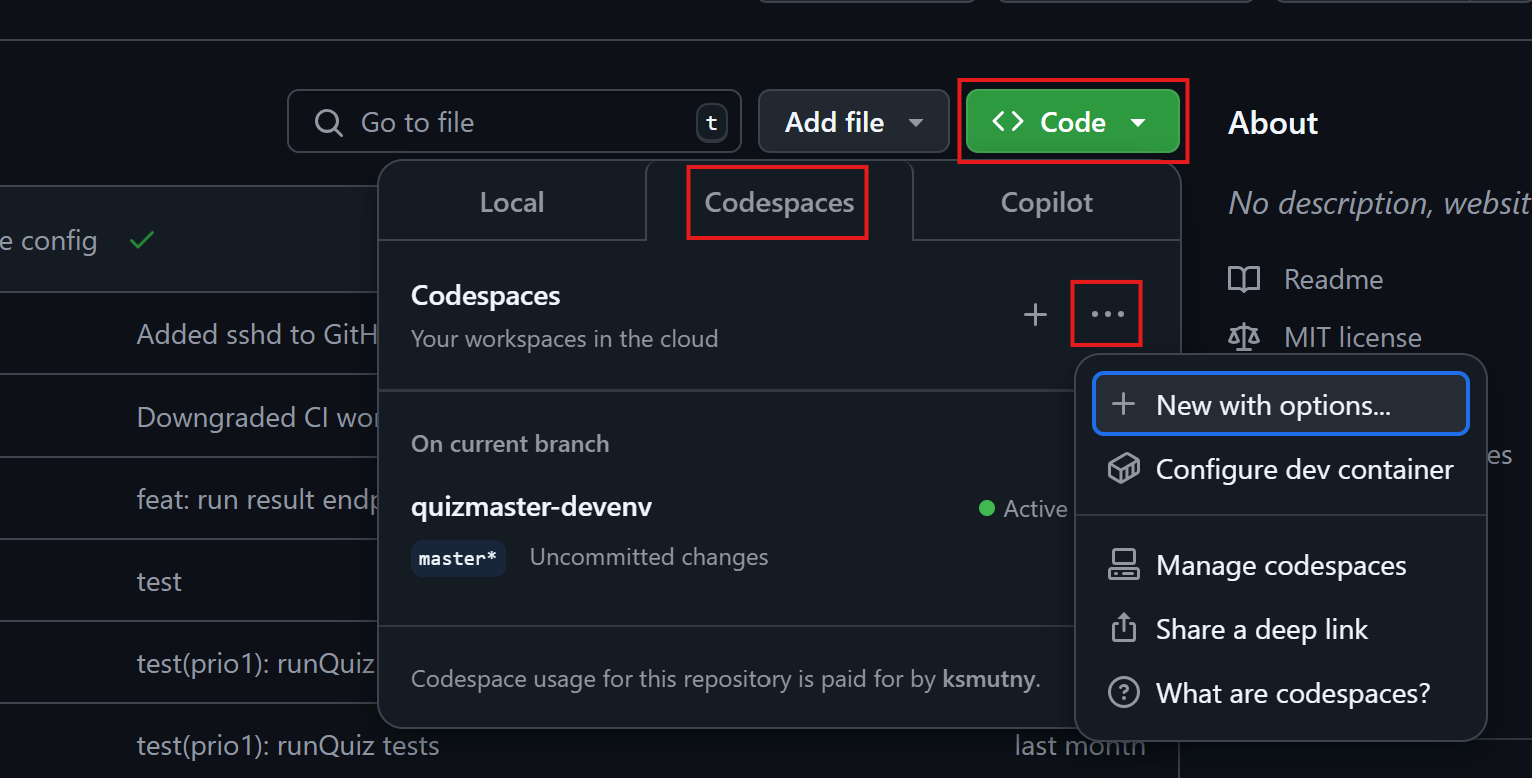 Go to file
t
Add file
Code
About
Local
Codespaces
Copilot
No description, websit
e config
Codespaces
Your workspaces in the cloud
Readme
MIT license
Added sshd to GitH
New with options...
Downgraded CI wor
On current branch
es
Configure dev container
feat: run result endp
quizmaster-devenv
Active
master*
Uncommitted changes
Manage codespaces
test
Share a deep link
test(prio1): runQuiz
Codespace usage for this repository is paid for by ksmutny.
What are codespaces?
test(prio1): runQuiz tests
last month